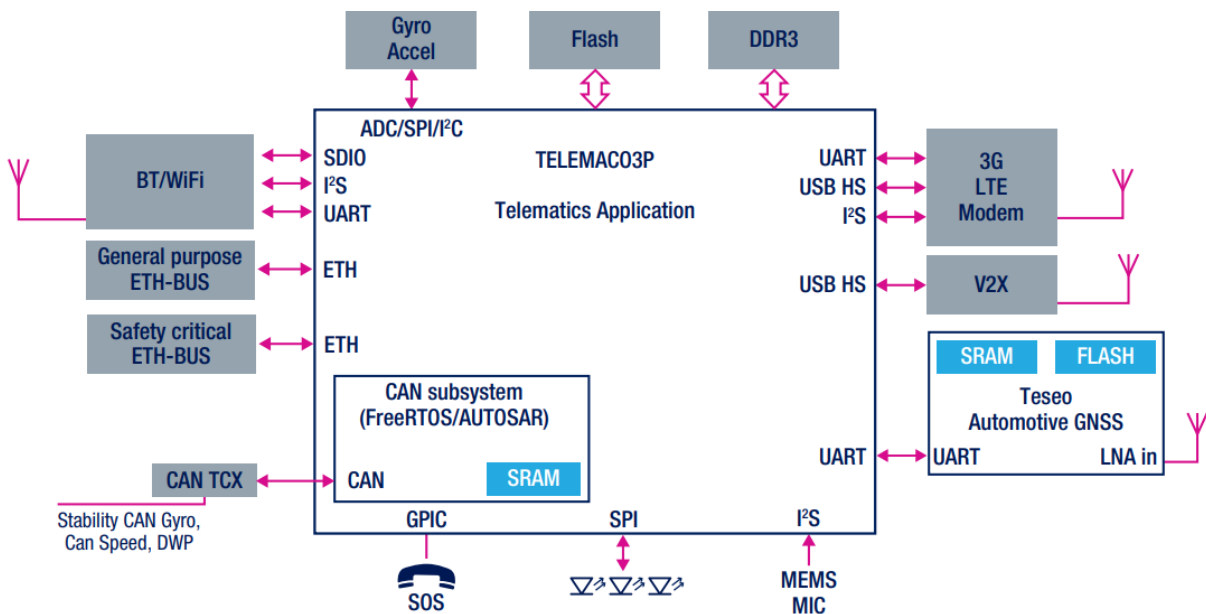 Gyro
Accel
Flash
DDR3
ADC/SPI/I²C
BT/WiFi
SDIO
I²S
UART
TELEMACO3P
Telematics Application
UART
USB HS
I²S
3G
LTE
Modem
General purpose
ETH-BUS
ETH
USB HS
V2X
Safety critical
ETH-BUS
ETH
SRAM
FLASH
Teseo
Automotive GNSS
CAN subsystem
(FreeRTOS/AUTOSAR)
UART
UART
LNA in
CAN TCX
CAN
SRAM
Stability CAN Gyro,
Can Speed, DWP
GPIC
SPI
I²S
SOS
MEMS
MIC